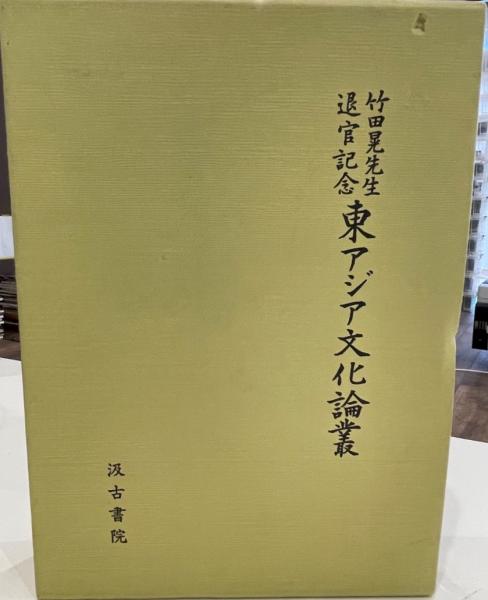 竹田晃先生
退官記念
東アジア文化論叢
汲古書院